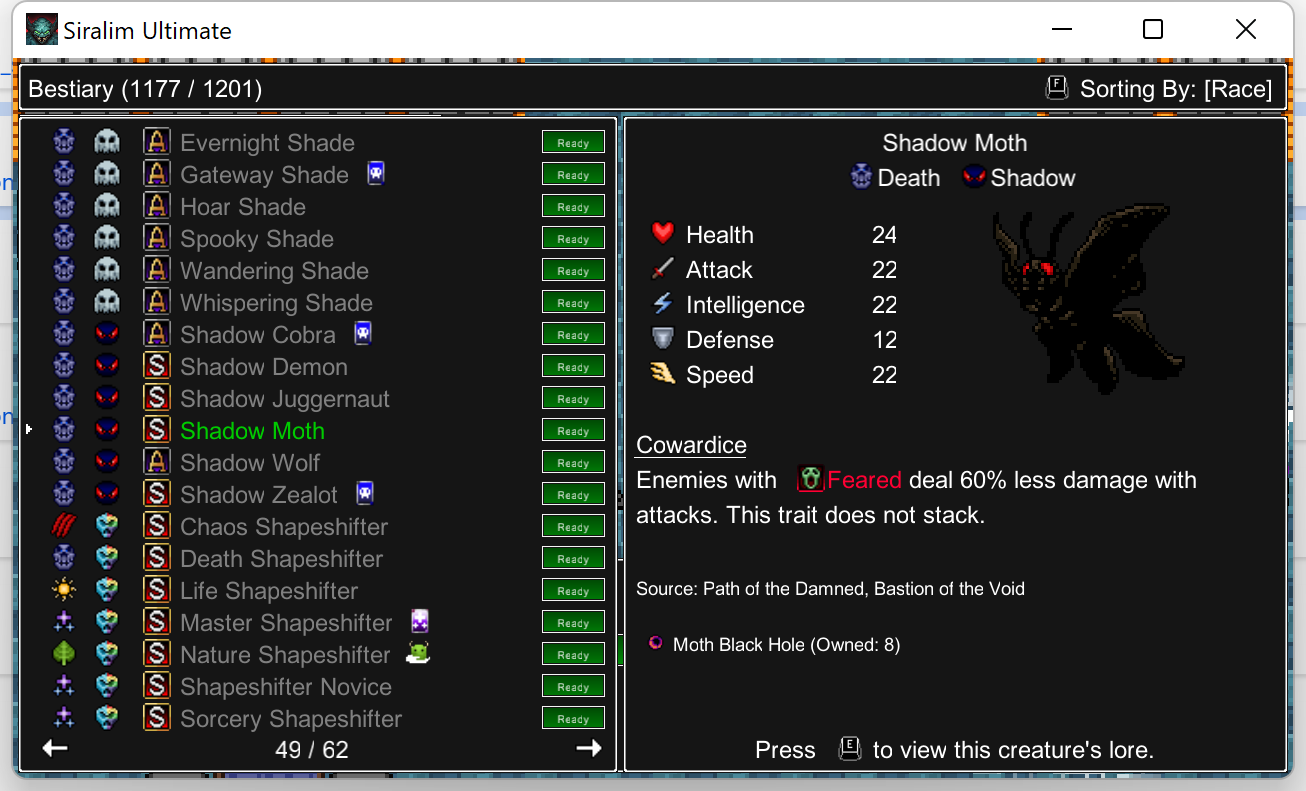 Siralim Ultimate
Bestiary (1177 / 1201)
F Sorting By: [Race]
A Evernight Shade Ready
A Gateway Shade Ready
A Hoar Shade Ready
A Spooky Shade Ready
A Wandering Shade Ready
A Whispering Shade Ready
A Shadow Cobra Ready
S Shadow Demon Ready
S Shadow Juggernaut Ready
S Shadow Moth Ready
A Shadow Wolf Ready
S Shadow Zealot Ready
S Chaos Shapeshifter Ready
S Death Shapeshifter Ready
S Life Shapeshifter Ready
S Master Shapeshifter Ready
S Nature Shapeshifter Ready
S Shapeshifter Novice Ready
S Sorcery Shapeshifter Ready
49 / 62
Shadow Moth
Death Shadow
Health 24
Attack 22
Intelligence 22
Defense 12
Speed 22
Cowardice
Enemies with Feared deal 60% less damage with
attacks. This trait does not stack.
Source: Path of the Damned, Bastion of the Void
Moth Black Hole (Owned: 8)
Press E to view this creature's lore.